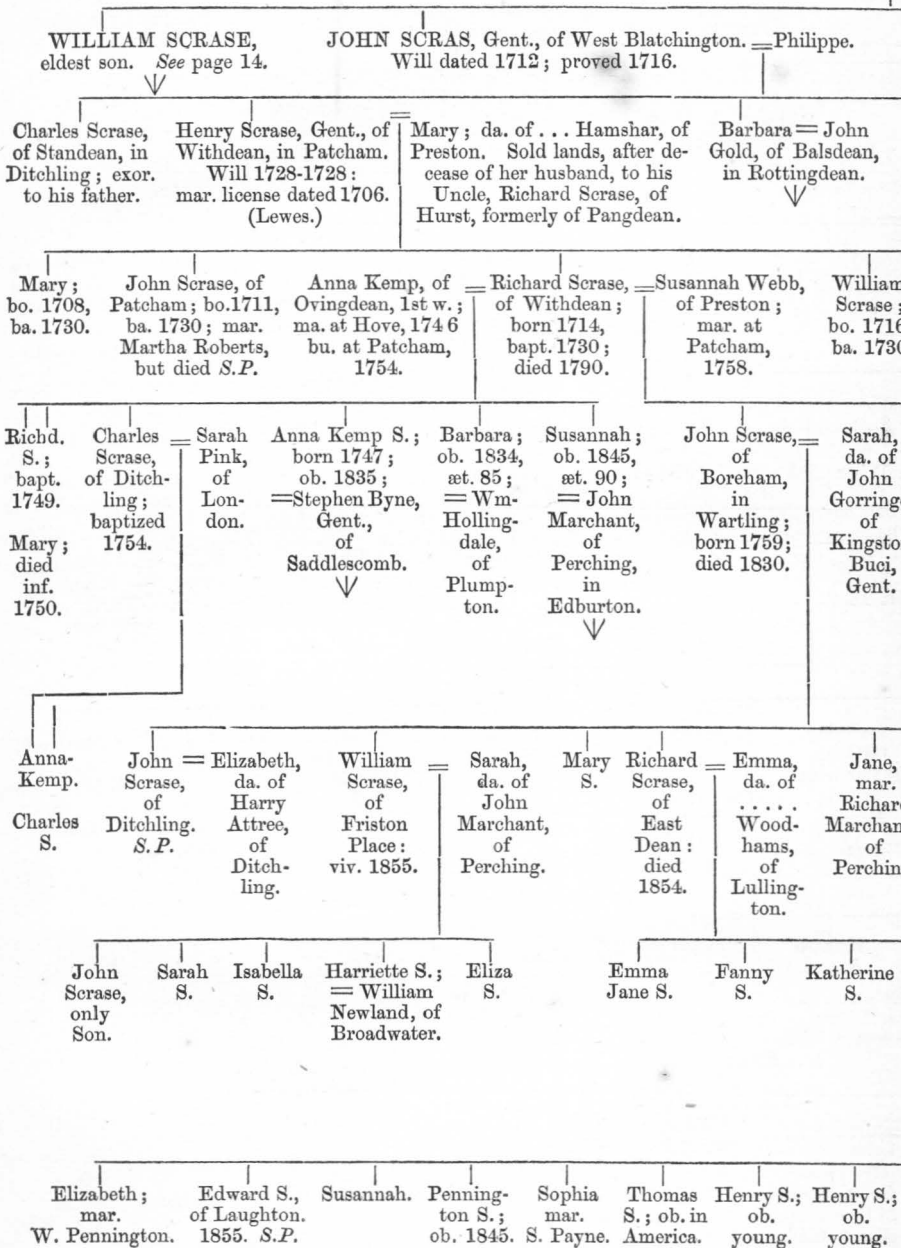 WILLIAM SCRASE,
eldest son. See page 14.
JOHN SCRAS, Gent., of West Blatchington. = Philippe.
Will dated 1712; proved 1716.
Charles Scrase,
of Standean, in
Ditchling; exor.
to his father.
Henry Scrase, Gent., of
Withdean, in Patcham.
Will 1728-1728:
mar. license dated 1706.
(Lewes.)
=
Mary; da. of ... Hamshar, of
Preston. Sold lands, after de-
cease of her husband, to his
Uncle, Richard Scrase, of
Hurst, formerly of Pangdean.
Barbara = John
Gold, of Balsdean,
in Rottingdean.
Mary;
bo. 1708,
ba. 1730.
John Scrase, of
Patcham; bo. 1711,
ba. 1730; mar.
Martha Roberts,
but died S.P.
Anna Kemp, of
Ovingdean, 1st w.;
ma. at Hove, 174 6
bu. at Patcham,
1754.
= Richard Scrase, =
of Withdean;
born 1714,
bapt. 1730;
died 1790.
Susannah Webb,
of Preston;
mar. at
Patcham,
1758.
William
Scrase;
bo. 1716
ba. 1730
Richd.
S.;
bapt.
1749.
Mary;
died
inf.
1750.
Charles =
Scrase,
of Ditch-
ling;
baptized
1754.
Sarah
Pink,
of
Lon-
don.
Anna Kemp S.;
born 1747;
ob. 1835;
=Stephen Byne,
Gent.,
of
Saddlescomb.
Barbara;
ob. 1834,
æt. 85;
= Wm-
Holling-
dale,
of
Plump-
ton.
Susannah;
ob. 1845,
æt. 90;
= John
Marchant,
of
Perching,
in
Edburton.
John Scrase, =
of
Boreham,
in
Wartling;
born 1759;
died 1830.
Sarah,
da. of
John
Gorring
of
Kingsto
Buci,
Gent.
Anna-
Kemp.
Charles
S.
John =
Scrase,
of
Ditchling.
S.P.
Elizabeth,
da. of
Harry
Attree,
of
Ditch-
ling.
William =
Scrase,
of
Friston
Place:
viv. 1855.
Sarah,
da. of
John
Marchant,
of
Perching.
Mary
S.
Richard =
Scrase,
of
East
Dean:
died
1854.
Emma,
da. of
.....
Wood-
hams,
of
Lulling-
ton.
Jane,
mar.
Richar
Marchan
of
Perchin
John
Scrase,
only
Son.
Sarah
S.
Isabella
S.
Harriette S.;
= William
Newland, of
Broadwater.
Eliza
S.
Emma
Jane S.
Fanny
S.
Katherine
S.
Elizabeth;
mar.
W. Pennington.
Edward S.,
of Laughton.
1855. S.P.
Susannah.
Penning-
ton S.;
ob. 1845.
Sophia
mar.
S. Payne.
Thomas
S.; ob. in
America.
Henry S.;
ob.
young.
Henry S.;
ob.
young.